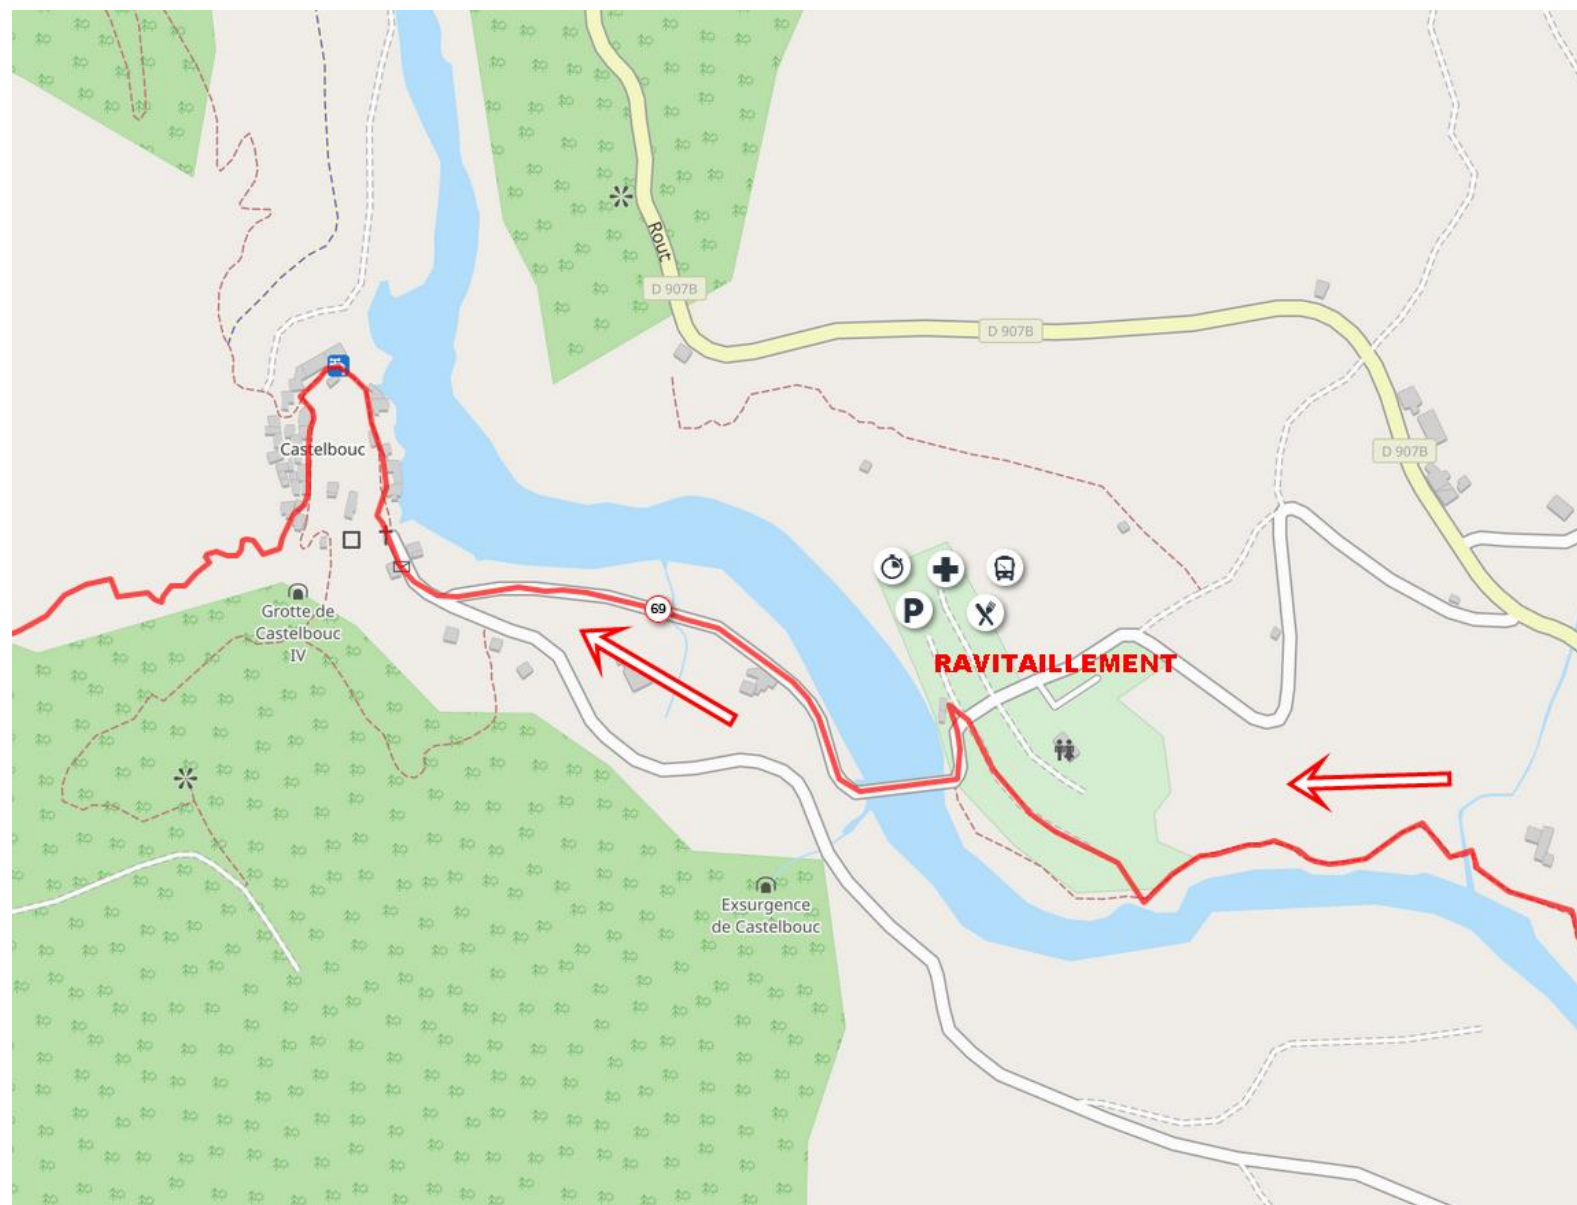 Rout
D 907B
D 907B
D 907B
Castelbouc
P
Grotte de
Castelbouc
IV
69
RAVITAILLEMENT
Exsurgence
de Castelbouc